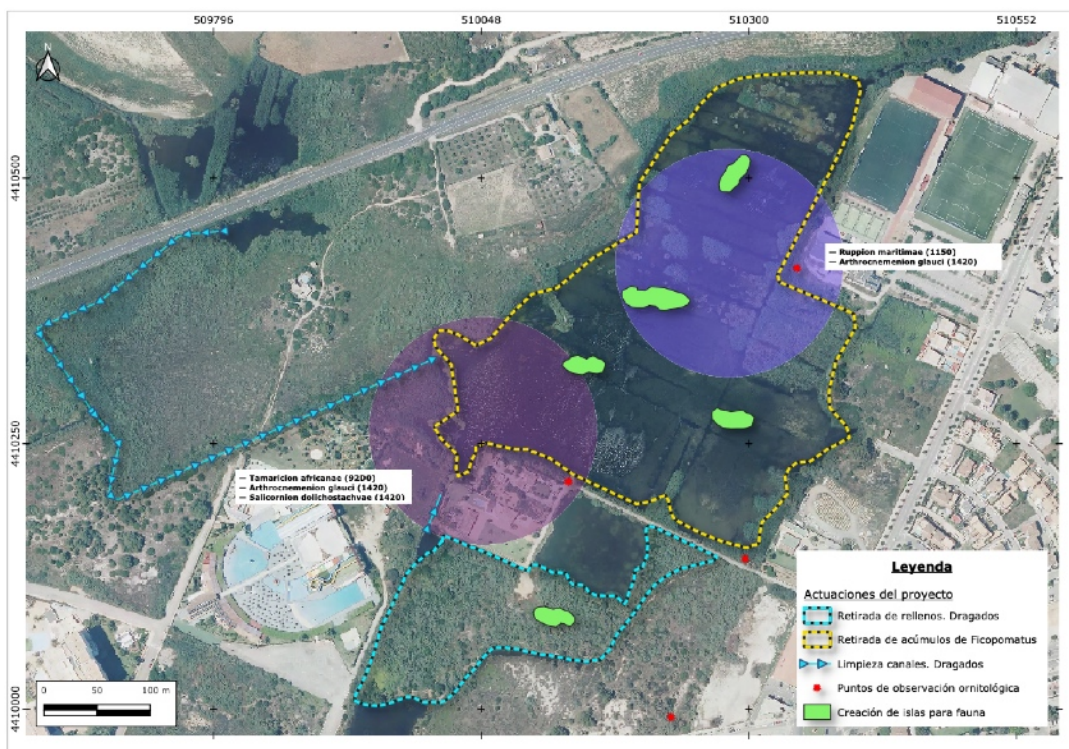 509796
510048
510300
510552
N
4410500
4410250
4410000
— Ruppion maritimae (1150)
— Arthrocnemenion glauci (1420)
— Tamaricion africanae (92D0)
— Arthrocnemenion glauci (1420)
— Salicornion dolichostachyae (1420)
0 50 100 m
Leyenda
Actuaciones del proyecto
Retirada de rellenos. Dragados
Retirada de acúmulos de Ficopomatus
Limpieza canales. Dragados
Puntos de observación ornitológica
Creación de islas para fauna